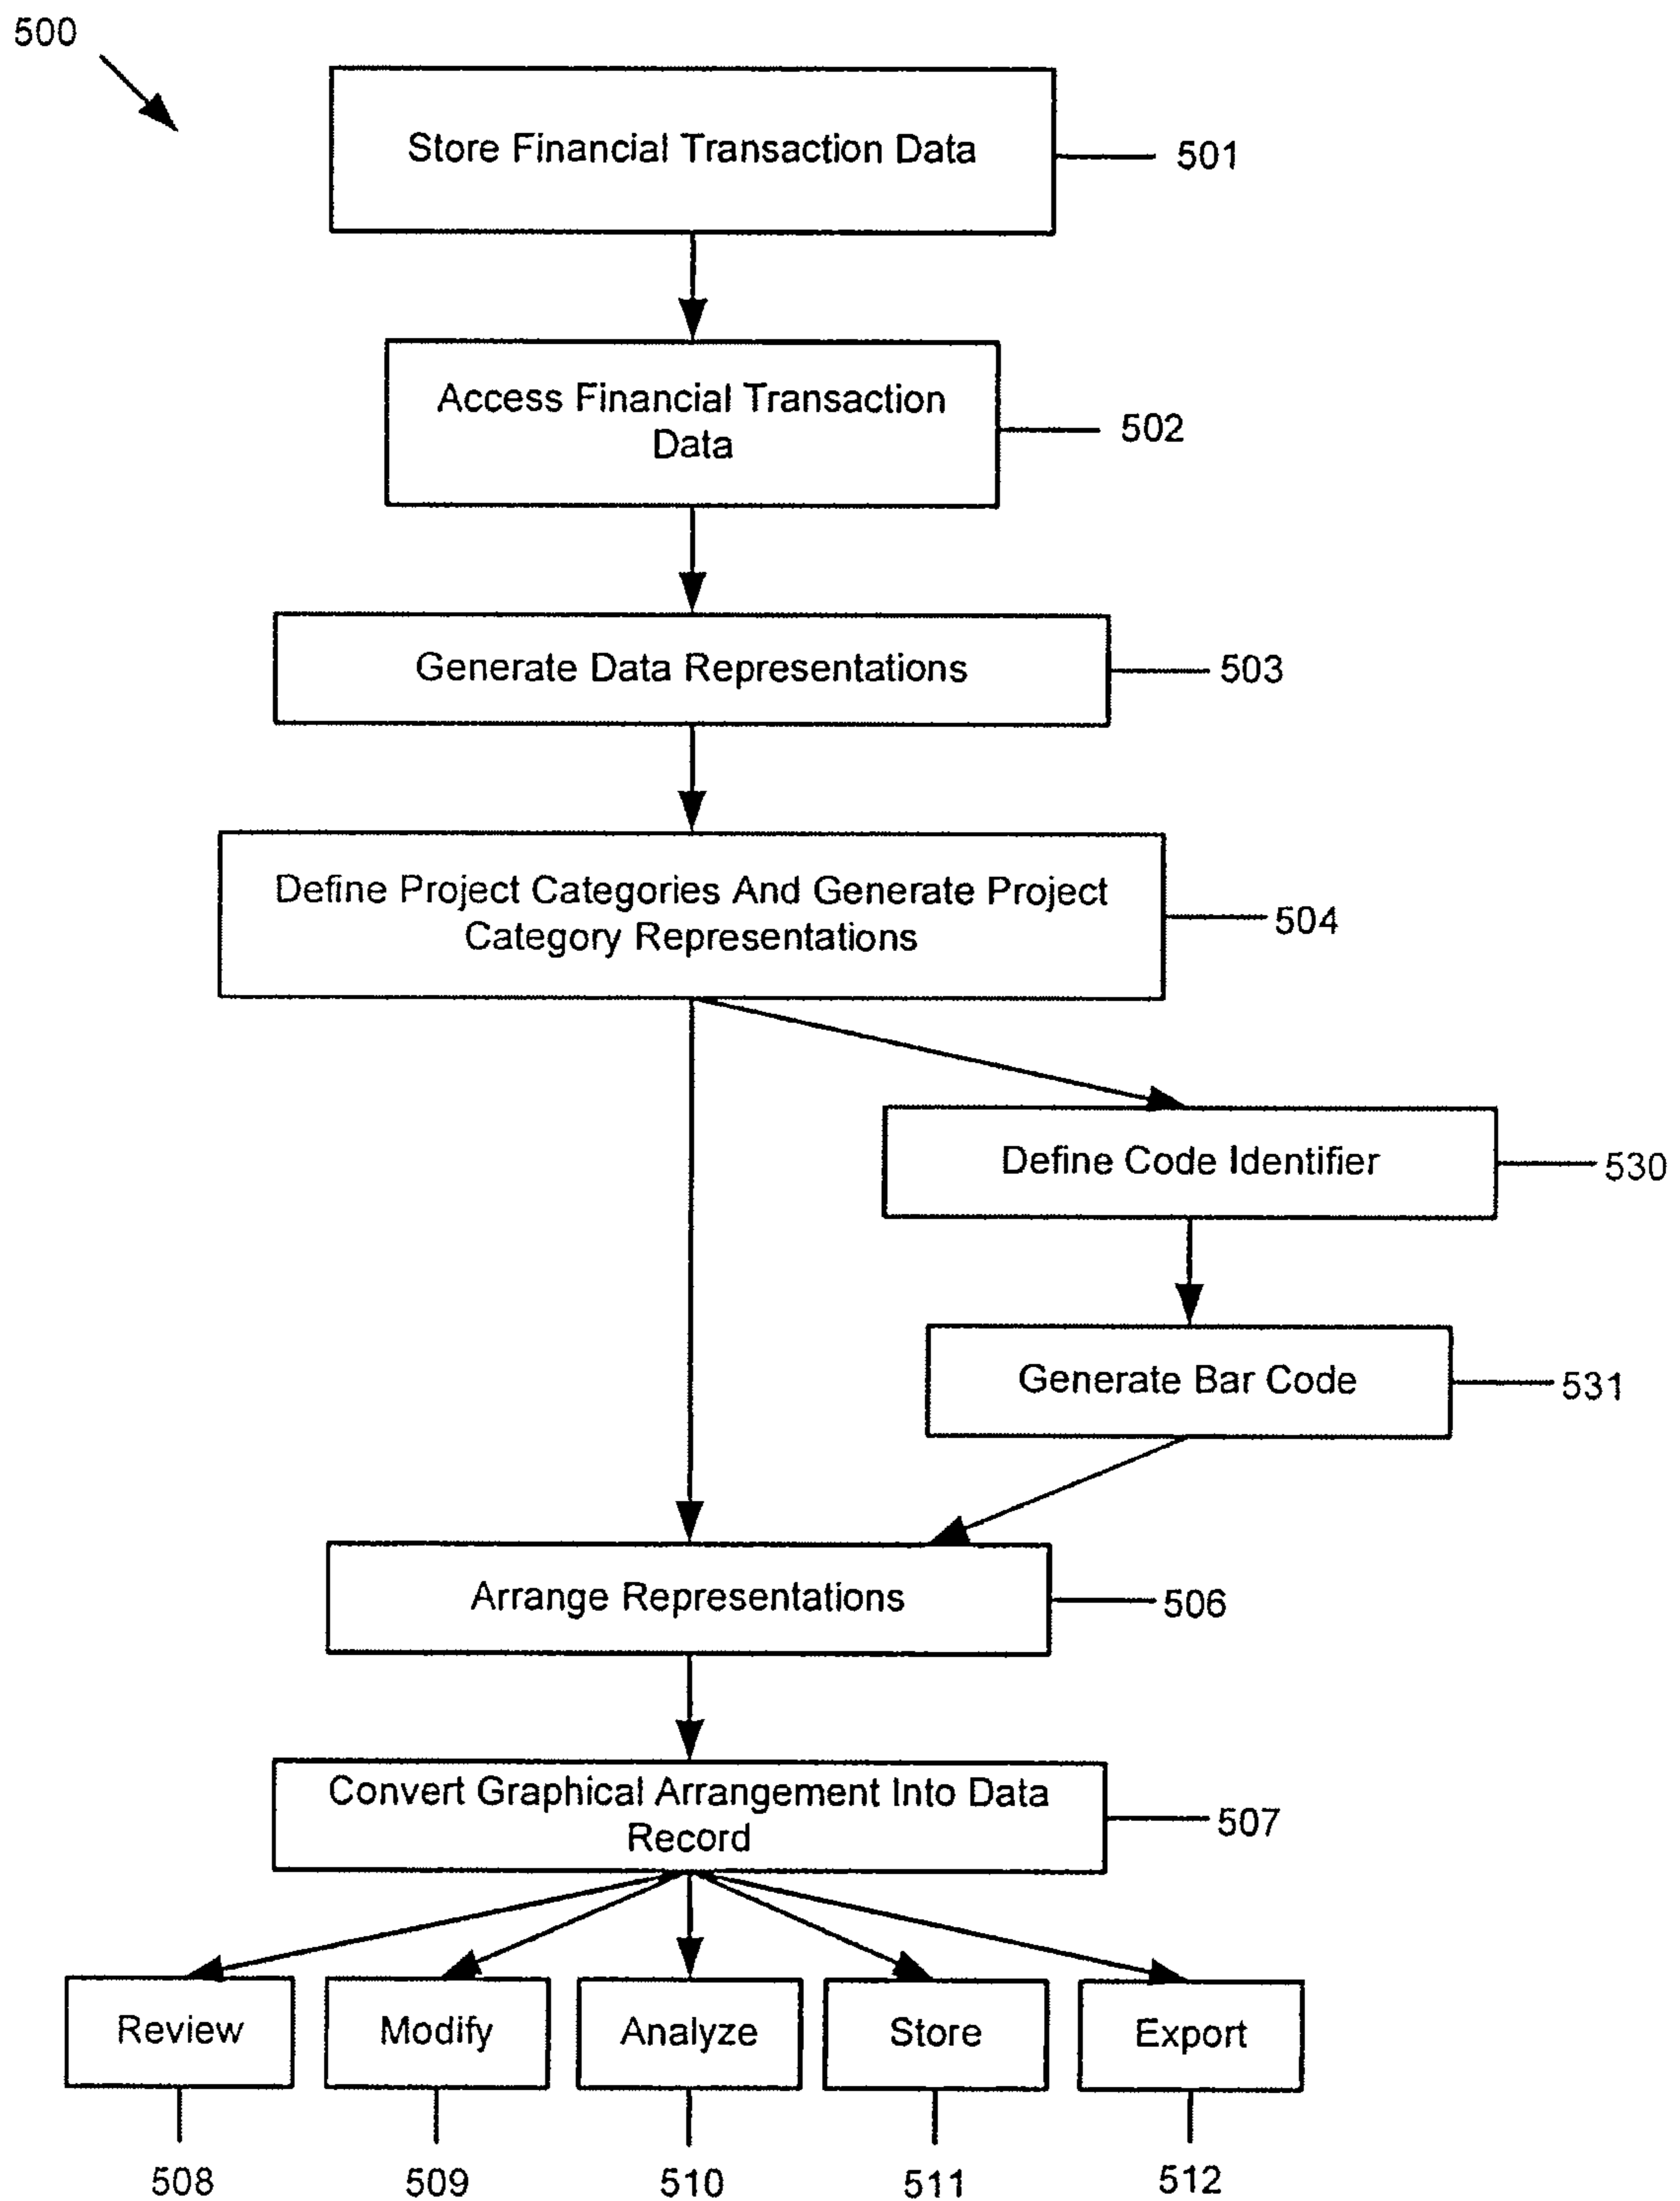 500
Store Financial Transaction Data
501
Access Financial Transaction
Data
502
Generate Data Representations
503
Define Project Categories And Generate Project
Category Representations
504
Define Code Identifier
530
Generate Bar Code
531
Arrange Representations
506
Convert Graphical Arrangement Into Data
Record
507
Review
Modify
Analyze
Store
Export
508
509
510
511
512